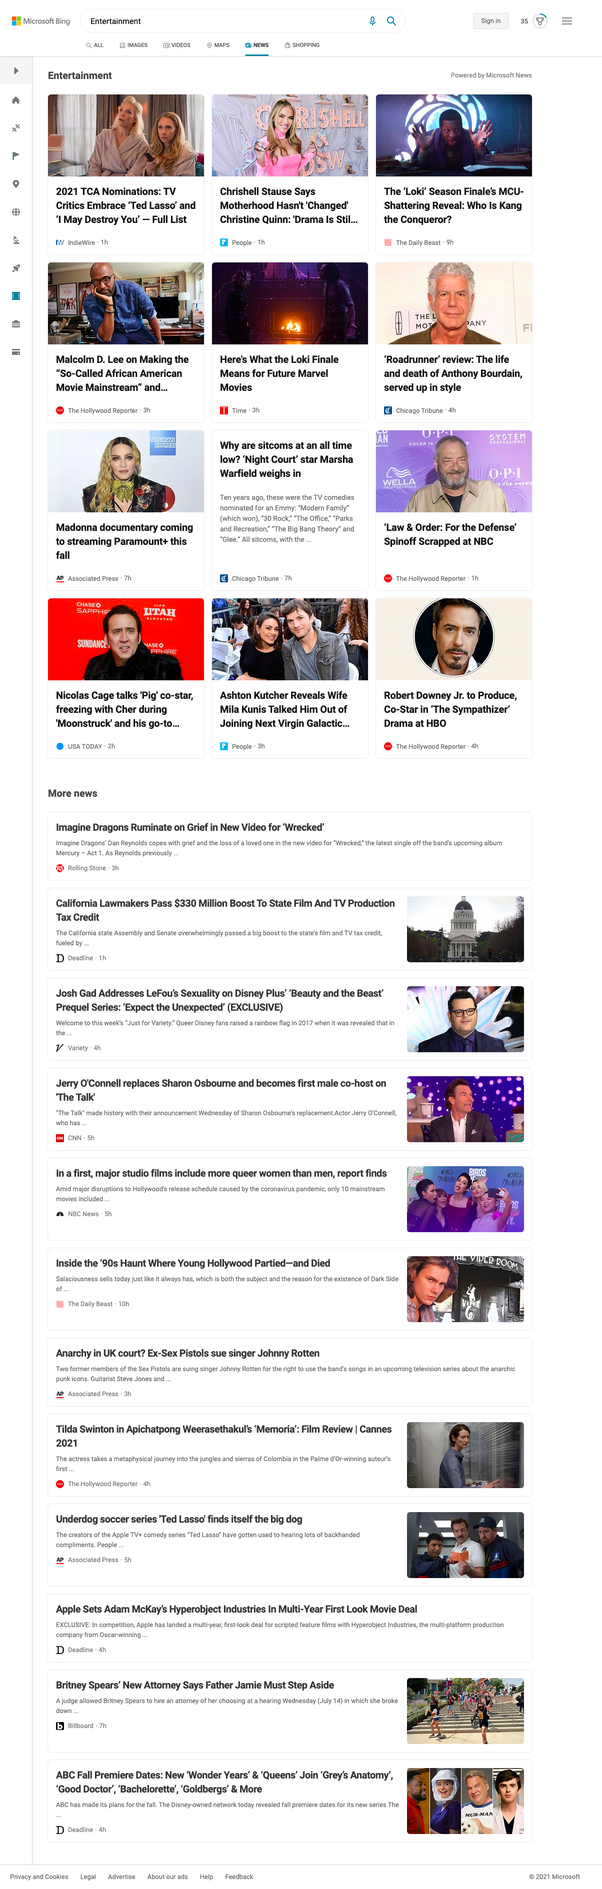 Microsoft Bing
Entertainment
Sign in
35
ALL
IMAGES
VIDEOS
MAPS
NEWS
SHOPPING
Entertainment
Powered by Microsoft News
2021 TCA Nominations: TV
Critics Embrace ‘Ted Lasso’ and
‘I May Destroy You’ — Full List
IndieWire · 1h
CHRISHELL
DSW
Chrishell Stause Says
Motherhood Hasn't 'Changed'
Christine Quinn: 'Drama Is Stil...
People · 1h
The ‘Loki’ Season Finale’s MCU-
Shattering Reveal: Who Is Kang
the Conqueror?
The Daily Beast · 9h
Malcolm D. Lee on Making the
“So-Called African American
Movie Mainstream” and...
The Hollywood Reporter · 3h
Here's What the Loki Finale
Means for Future Marvel
Movies
Time · 3h
‘Roadrunner’ review: The life
and death of Anthony Bourdain,
served up in style
Chicago Tribune · 4h
Madonna documentary coming
to streaming Paramount+ this
fall
AP Associated Press · 7h
Why are sitcoms at an all time
low? ‘Night Court’ star Marsha
Warfield weighs in
Ten years ago, these were the TV comedies
nominated for an Emmy: “Modern Family”
(which won), “30 Rock,” “The Office,” “Parks
and Recreation,” “The Big Bang Theory” and
“Glee.” All sitcoms, with the ...
Chicago Tribune · 7h
O·P·I
SYSTEM
PROFESSIONAL
WELLA
O·P·I
‘Law & Order: For the Defense’
Spinoff Scrapped at NBC
The Hollywood Reporter · 1h
CHASE
SAPPHIRE
UTAH
SUNDANCE
Nicolas Cage talks 'Pig' co-star,
freezing with Cher during
'Moonstruck' and his go-to...
USA TODAY · 2h
Ashton Kutcher Reveals Wife
Mila Kunis Talked Him Out of
Joining Next Virgin Galactic...
People · 3h
Robert Downey Jr. to Produce,
Co-Star in ‘The Sympathizer’
Drama at HBO
The Hollywood Reporter · 4h
More news
Imagine Dragons Ruminate on Grief in New Video for ‘Wrecked’
Imagine Dragons’ Dan Reynolds copes with grief and the loss of a loved one in the new video for “Wrecked,” the latest single off the band’s upcoming album
Mercury – Act 1. As Reynolds previously ...
Rolling Stone · 3h
California Lawmakers Pass $330 Million Boost To State Film And TV Production
Tax Credit
The California state Assembly and Senate overwhelmingly passed a big boost to the state’s film and TV tax credit,
fueled by ...
Deadline · 1h
Josh Gad Addresses LeFou’s Sexuality on Disney Plus’ ‘Beauty and the Beast’
Prequel Series: ‘Expect the Unexpected’ (EXCLUSIVE)
Welcome to this week’s “Just for Variety.” Queer Disney fans raised a rainbow flag in 2017 when it was revealed that in
the ...
Variety · 4h
Jerry O'Connell replaces Sharon Osbourne and becomes first male co-host on
'The Talk'
"The Talk" made history with their announcement Wednesday of Sharon Osbourne's replacement.Actor Jerry O'Connell,
who has ...
CNN · 5h
In a first, major studio films include more queer women than men, report finds
Amid major disruptions to Hollywood's release schedule caused by the coronavirus pandemic, only 10 mainstream
movies included ...
NBC News · 5h
BIRDS
Inside the ’90s Haunt Where Young Hollywood Partied—and Died
Salaciousness sells today just like it always has, which is both the subject and the reason for the existence of Dark Side
of ...
The Daily Beast · 10h
THE VIPER ROOM
Anarchy in UK court? Ex-Sex Pistols sue singer Johnny Rotten
Two former members of the Sex Pistols are suing singer Johnny Rotten for the right to use the band’s songs in an upcoming television series about the anarchic
punk icons. Guitarist Steve Jones and ...
AP Associated Press · 3h
Tilda Swinton in Apichatpong Weerasethakul’s ‘Memoria’: Film Review | Cannes
2021
The actress takes a metaphysical journey into the jungles and sierras of Colombia in the Palme d’Or-winning auteur’s
first ...
The Hollywood Reporter · 4h
Underdog soccer series 'Ted Lasso' finds itself the big dog
The creators of the Apple TV+ comedy series “Ted Lasso” have gotten used to hearing lots of backhanded
compliments. People ...
AP Associated Press · 5h
Apple Sets Adam McKay’s Hyperobject Industries In Multi-Year First Look Movie Deal
EXCLUSIVE: In competition, Apple has landed a multi-year, first-look deal for scripted feature films with Hyperobject Industries, the multi-platform production
company from Oscar-winning ...
Deadline · 4h
Britney Spears’ New Attorney Says Father Jamie Must Step Aside
A judge allowed Britney Spears to hire an attorney of her choosing at a hearing Wednesday (July 14) in which she broke
down ...
Billboard · 7h
ABC Fall Premiere Dates: New ‘Wonder Years’ & ‘Queens’ Join ‘Grey’s Anatomy’,
‘Good Doctor’, ‘Bachelorette’, ‘Goldbergs’ & More
ABC has made its plans for the fall. The Disney-owned network today revealed fall premiere dates for its new series The
...
Deadline · 4h
Privacy and Cookies
Legal
Advertise
About our ads
Help
Feedback
© 2021 Microsoft